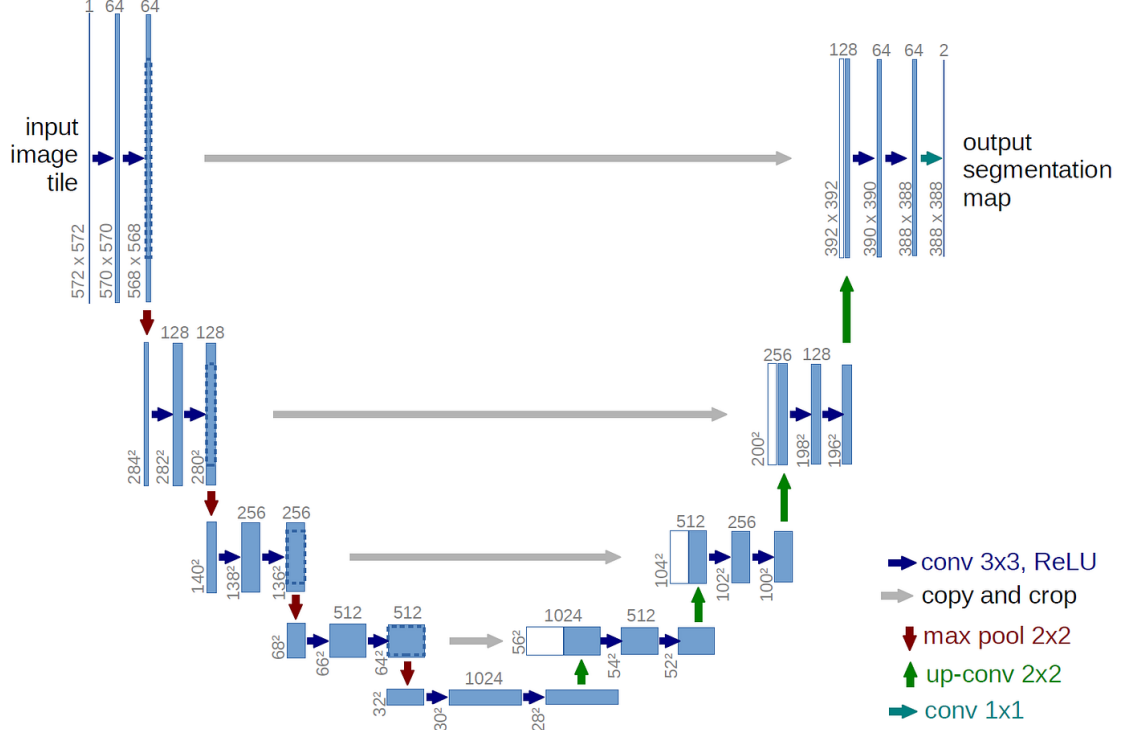 1 64 64
128 64 64 2
input
image
tile
output
segmentation
map
572 x 572
570 x 570
568 x 568
392 x 392
390 x 390
388 x 388
388 x 388
128 128
256 128
284²
282²
280²
200²
198²
196²
256 256
512 256
140²
138²
136²
104²
102²
100²
conv 3x3, ReLU
copy and crop
max pool 2x2
up-conv 2x2
conv 1x1
512 512
1024 512
68²
66²
64²
56²
54²
52²
1024
32²
30²
28²